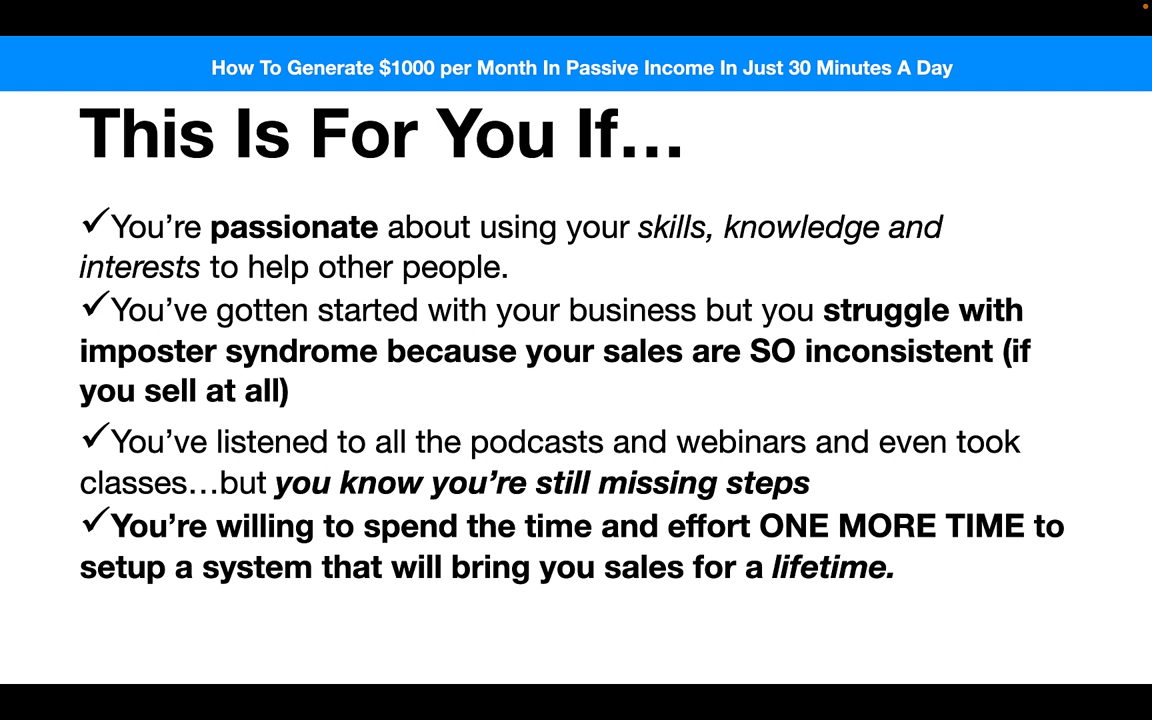 How To Generate $1000 per Month In Passive Income In Just 30 Minutes A Day
This Is For You If...
✓You’re passionate about using your skills, knowledge and
interests to help other people.
✓You’ve gotten started with your business but you struggle with
imposter syndrome because your sales are SO inconsistent (if
you sell at all)
✓You’ve listened to all the podcasts and webinars and even took
classes…but you know you’re still missing steps
✓You’re willing to spend the time and effort ONE MORE TIME to
setup a system that will bring you sales for a lifetime.